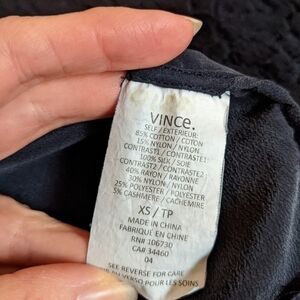 VINCE.
SELF / EXTERIEUR:
85% COTTON / COTON
15% NYLON / NYLON
CONTRAST1 / CONTRASTE1:
100% SILK / SOIE
CONTRAST2 / CONTRASTE2:
40% RAYON / RAYONNE
30% NYLON / NYLON
25% POLYESTER / POLYESTER
5% CASHMERE / CACHEMIRE
XS / TP
MADE IN CHINA
FABRIQUÉ EN CHINE
RN# 106730
CA# 34460
04
SEE REVERSE FOR CARE
AU VERSO POUR LES SOINS